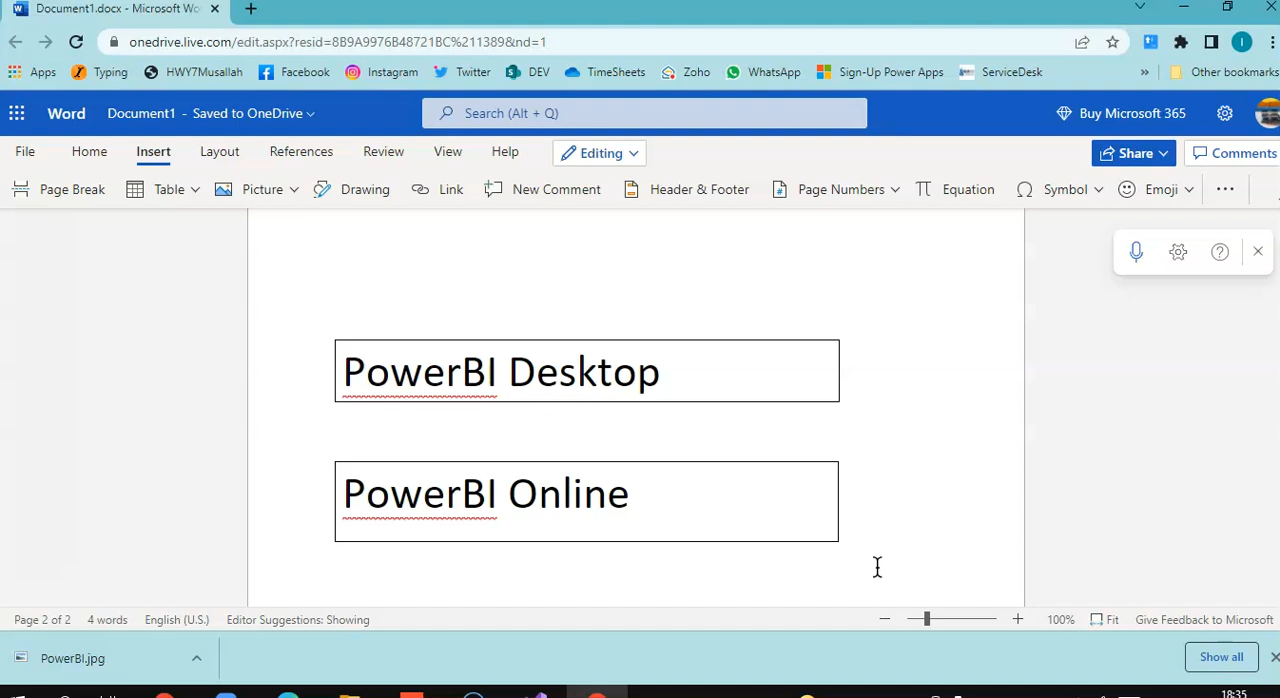 Document1.docx - Microsoft Wo
onedrive.live.com/edit.aspx?resid=8B9A9976B48721BC%211389&nd=1
Apps Typing HWY7Musallah Facebook Instagram Twitter DEV TimeSheets Zoho WhatsApp Sign-Up Power Apps ServiceDesk » Other bookmarks
Word Document1 - Saved to OneDrive Search (Alt + Q) Buy Microsoft 365
File Home Insert Layout References Review View Help Editing Share Comments
Page Break Table Picture Drawing Link New Comment Header & Footer Page Numbers Equation Symbol Emoji ...
PowerBI Desktop
PowerBI Online
Page 2 of 2 4 words English (U.S.) Editor Suggestions: Showing 100% Fit Give Feedback to Microsoft
PowerBI.jpg Show all
18:35